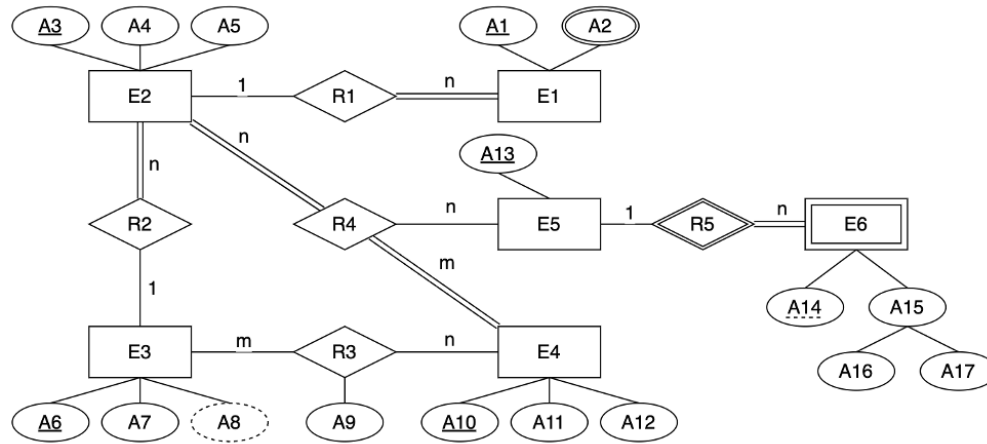 A3 A4 A5 A1 A2
E2 1 R1 n E1
n n A13
R2 R4 n E5 1 R5 n E6
m A14 A15
1 A16 A17
E3 m R3 n E4
A6 A7 A8 A9 A10 A11 A12